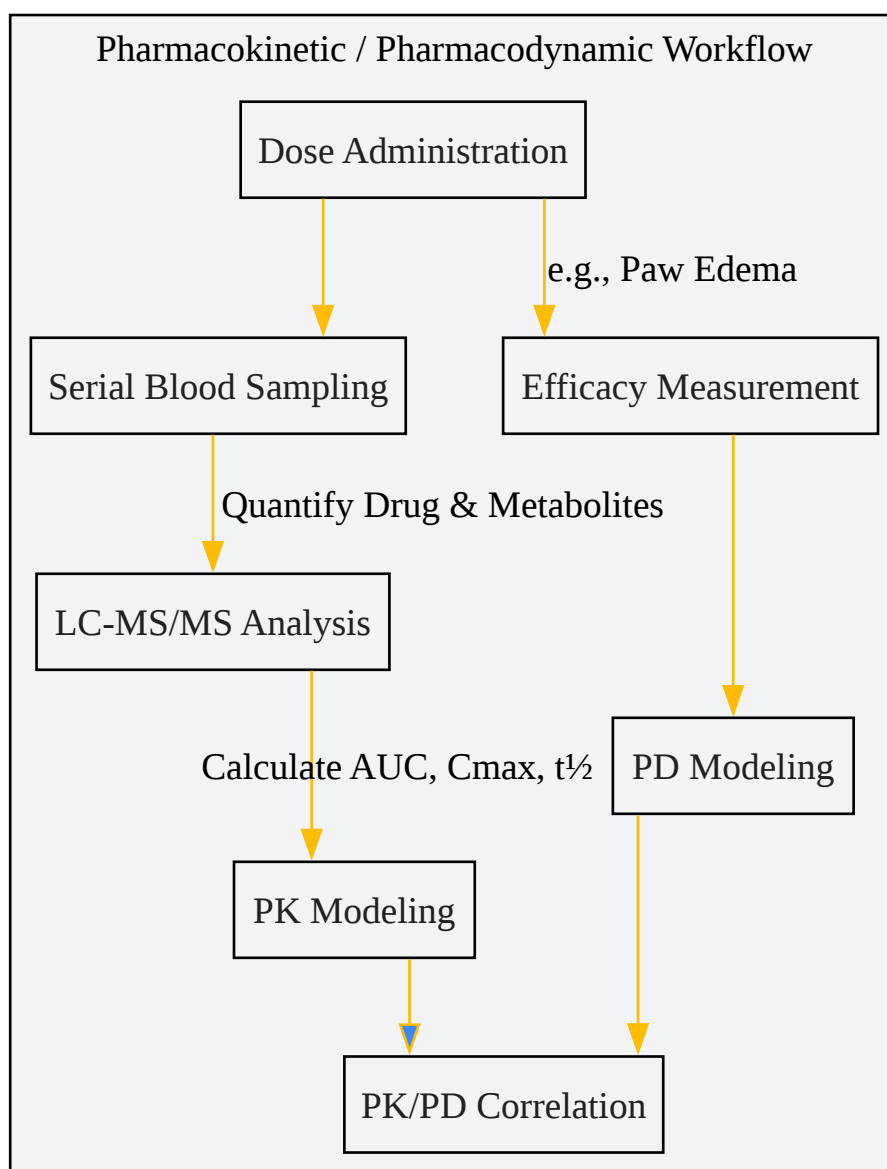 Pharmacokinetic / Pharmacodynamic Workflow
Dose Administration
e.g., Paw Edema
Serial Blood Sampling
Efficacy Measurement
Quantify Drug & Metabolites
LC-MS/MS Analysis
Calculate AUC, Cmax, t½
PD Modeling
PK Modeling
PK/PD Correlation